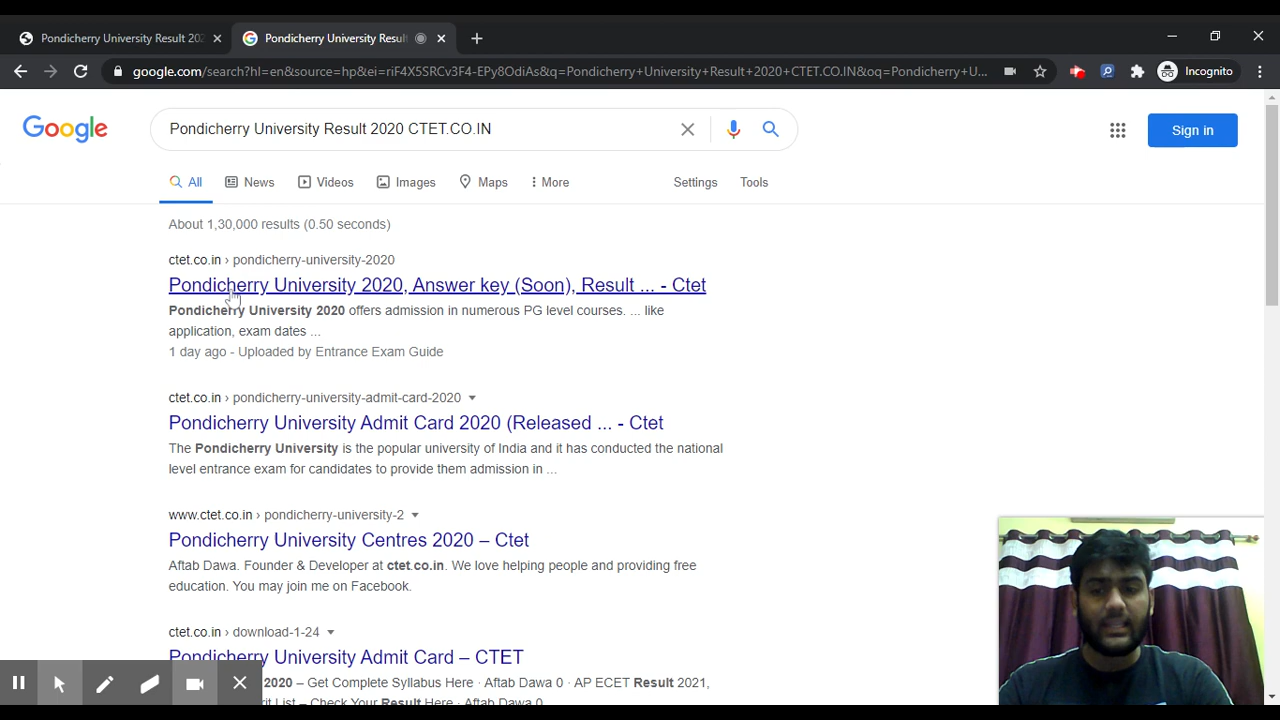 Pondicherry University Result 202
Pondicherry University Resul
google.com/search?hl=en&source=hp&ei=riF4X5SRCv3F4-EPy8OdiAs&q=Pondicherry+University+Result+2020+CTET.CO.IN&oq=Pondicherry+U...
Incognito
Google
Pondicherry University Result 2020 CTET.CO.IN
Sign in
All
News
Videos
Images
Maps
More
Settings
Tools
About 1,30,000 results (0.50 seconds)
ctet.co.in › pondicherry-university-2020
Pondicherry University 2020, Answer key (Soon), Result ... - Ctet
Pondicherry University 2020 offers admission in numerous PG level courses. ... like
application, exam dates ...
1 day ago - Uploaded by Entrance Exam Guide
ctet.co.in › pondicherry-university-admit-card-2020
Pondicherry University Admit Card 2020 (Released ... - Ctet
The Pondicherry University is the popular university of India and it has conducted the national
level entrance exam for candidates to provide them admission in ...
www.ctet.co.in › pondicherry-university-2
Pondicherry University Centres 2020 – Ctet
Aftab Dawa. Founder & Developer at ctet.co.in. We love helping people and providing free
education. You may join me on Facebook.
ctet.co.in › download-1-24
Pondicherry University Admit Card – CTET
2020 – Get Complete Syllabus Here · Aftab Dawa 0 · AP ECET Result 2021,
rit List – Check Your Result Here · Aftab Dawa 0